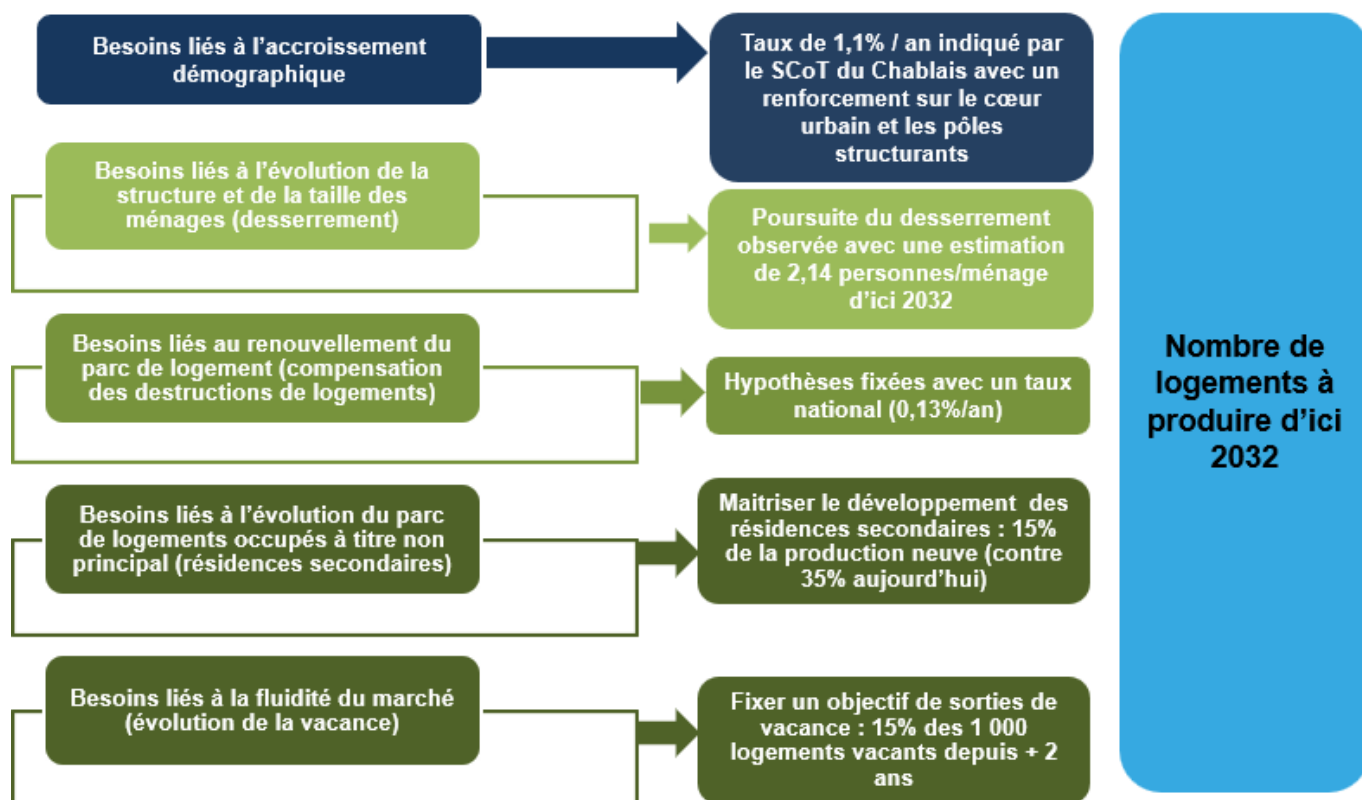 Besoins liés à l’accroissement
démographique
Taux de 1,1% / an indiqué par
le SCoT du Chablais avec un
renforcement sur le cœur
urbain et les pôles
structurants
Besoins liés à l’évolution de la
structure et de la taille des
ménages (desserrement)
Poursuite du desserrement
observée avec une estimation
de 2,14 personnes/ménage
d’ici 2032
Besoins liés au renouvellement du
parc de logement (compensation
des destructions de logements)
Hypothèses fixées avec un taux
national (0,13%/an)
Besoins liés à l’évolution du parc
de logements occupés à titre non
principal (résidences secondaires)
Maitriser le développement des
résidences secondaires : 15%
de la production neuve (contre
35% aujourd’hui)
Besoins liés à la fluidité du marché
(évolution de la vacance)
Fixer un objectif de sorties de
vacance : 15% des 1 000
logements vacants depuis + 2
ans
Nombre de
logements à
produire d’ici
2032